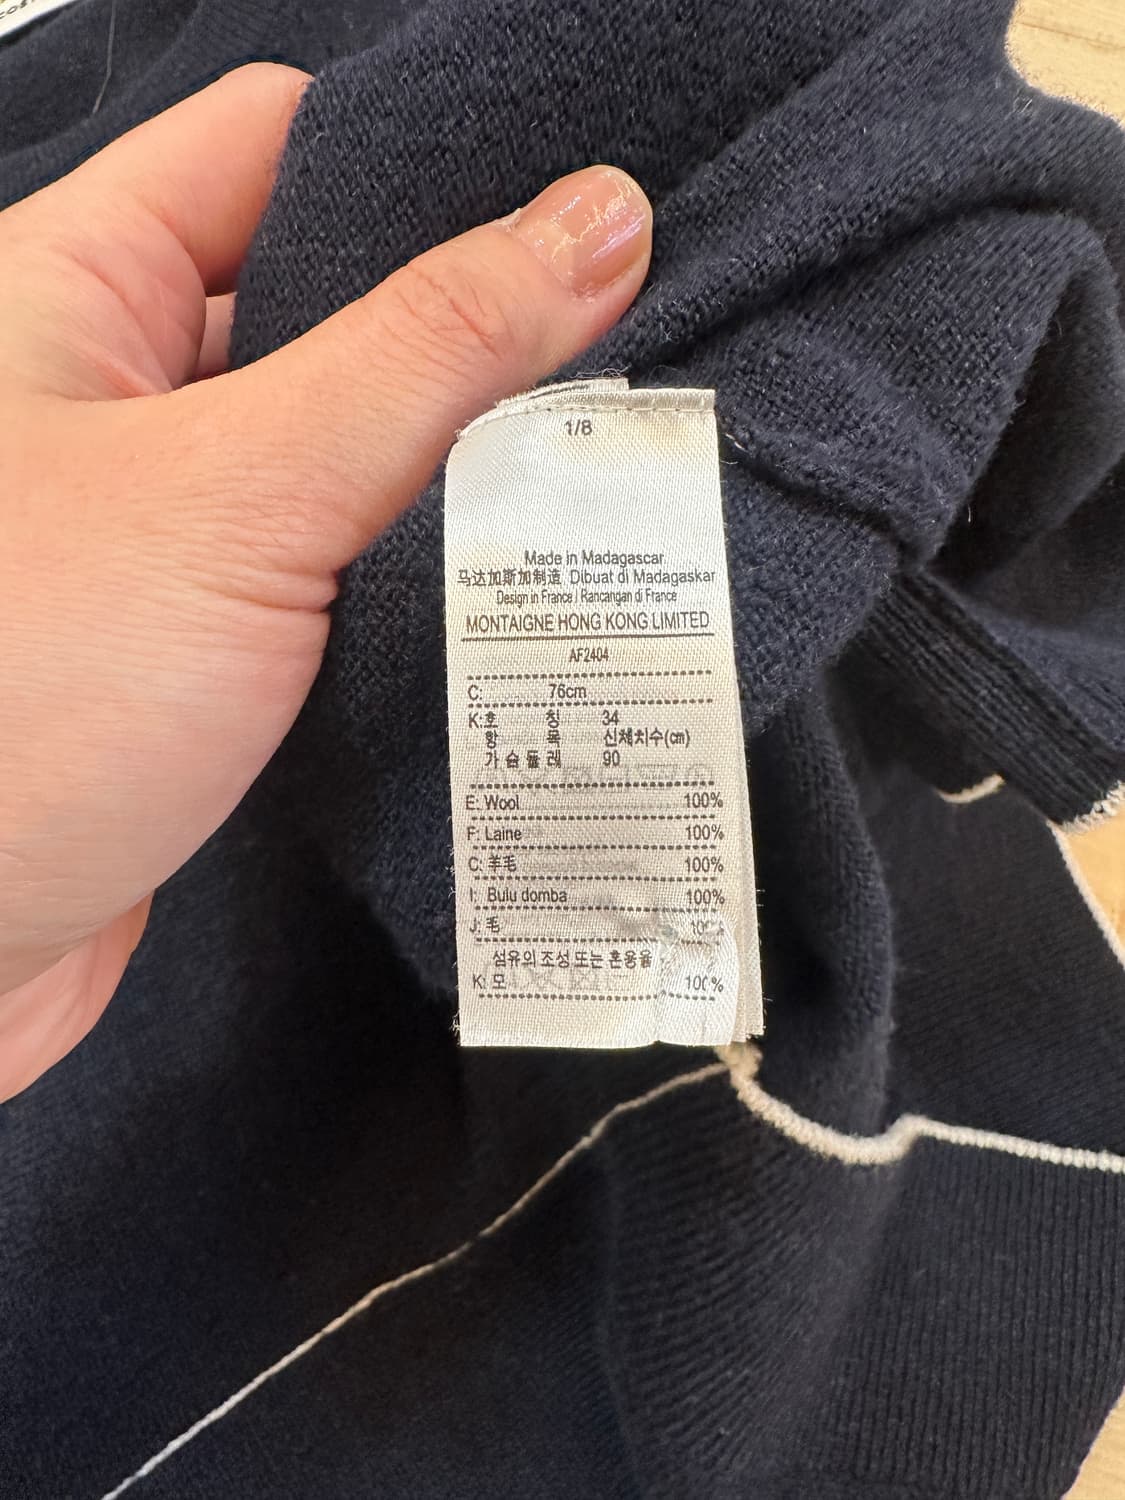 1/8
Made in Madagascar
马达加斯加制造 Dibuat di Madagaskar
Design in France / Rancangan di France
MONTAIGNE HONG KONG LIMITED
AF2404
C: 76cm
K:호 칭 34
항 목 신체치수(cm)
가슴둘레 90
E: Wool 100%
F: Laine 100%
C: 羊毛 100%
I: Bulu domba 100%
J: 毛 100%
섬유의 조성 또는 혼용율
K: 모 100%